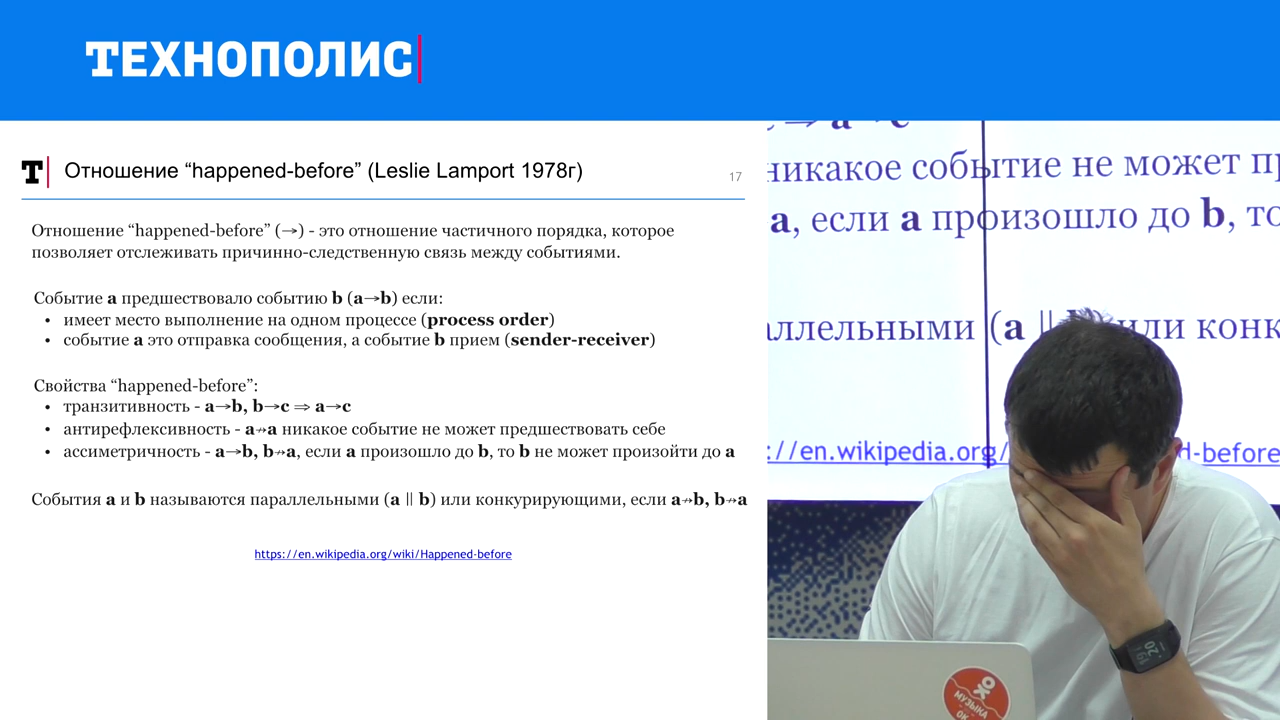 ТЕХНОПОЛИС
Т
Отношение “happened-before” (Leslie Lamport 1978г)
17
Отношение “happened-before” (→) - это отношение частичного порядка, которое
позволяет отслеживать причинно-следственную связь между событиями.
Событие a предшествовало событию b (a→b) если:
• имеет место выполнение на одном процессе (process order)
• событие a это отправка сообщения, а событие b прием (sender-receiver)
Свойства “happened-before”:
• транзитивность - a→b, b→c ⇒ a→c
• антирефлексивность - a↛a никакое событие не может предшествовать себе
• ассиметричность - a→b, b↛a, если a произошло до b, то b не может произойти до a
События a и b называются параллельными (a || b) или конкурирующими, если a↛b, b↛a
https://en.wikipedia.org/wiki/Happened-before
никакое событие не может
a, если a произошло до b, то
(a || b) или
://en.wikipedia.org/
d-before
20
МУЗЫКА
ОК